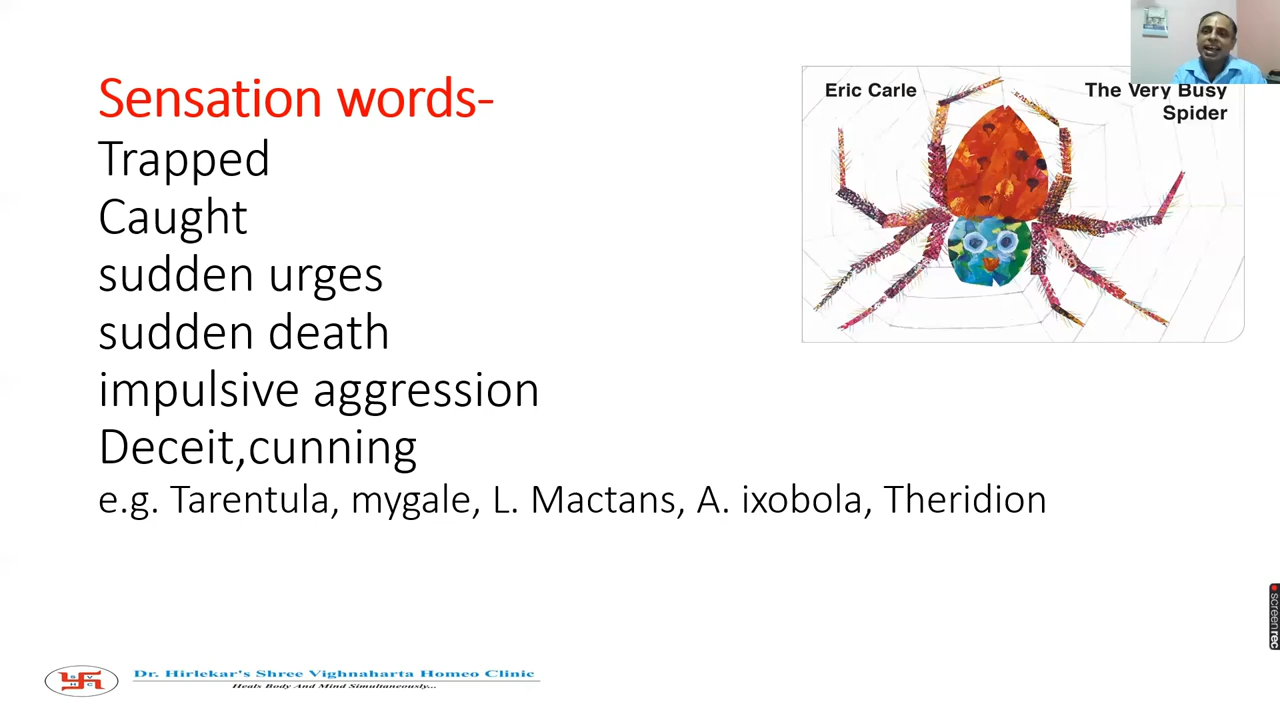 Sensation words-
Trapped
Caught
sudden urges
sudden death
impulsive aggression
Deceit,cunning
e.g. Tarentula, mygale, L. Mactans, A. ixobola, Theridion
Eric Carle
The Very Busy
Spider
screenrec
S V
H C
Dr. Hirlekar's Shree Vighnaharta Homeo Clinic
Heals Body And Mind Simultaneously...